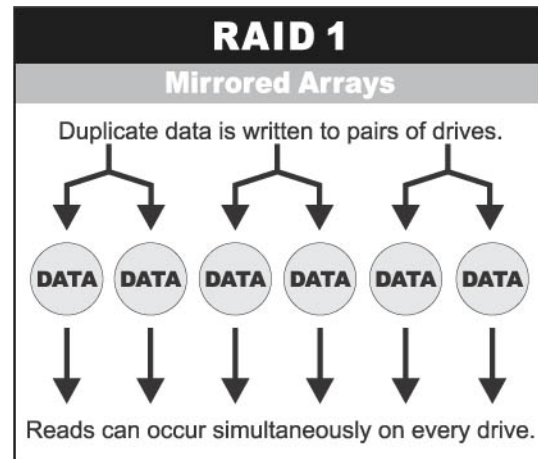 RAID 1
Mirrored Arrays
Duplicate data is written to pairs of drives.
DATA DATA DATA DATA DATA DATA
Reads can occur simultaneously on every drive.